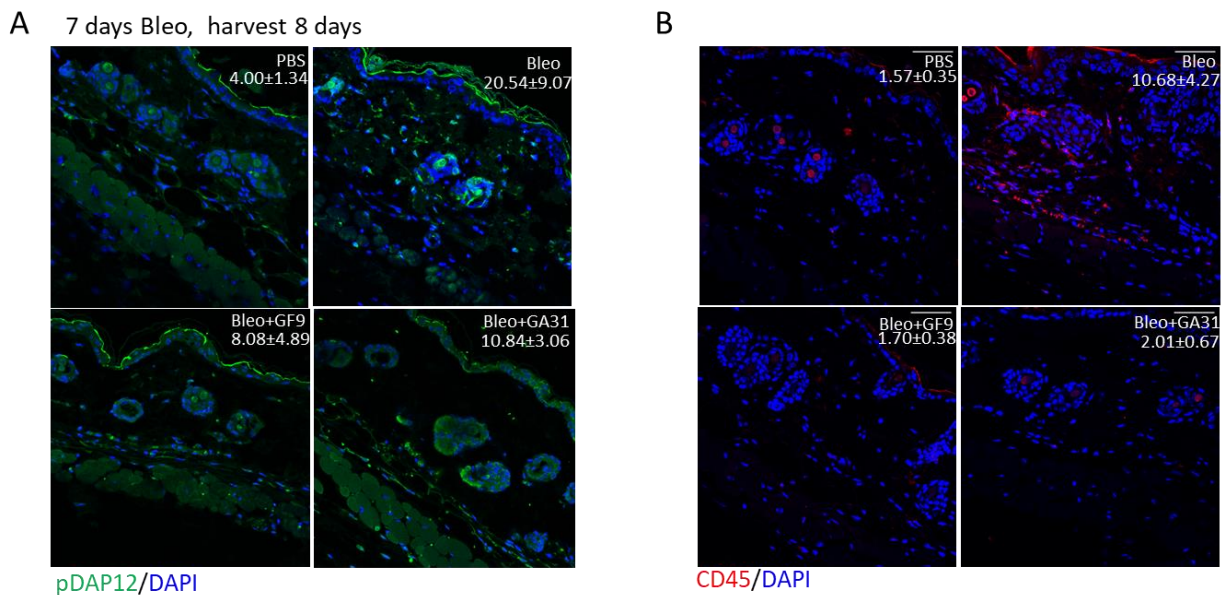 A
7 days Bleo, harvest 8 days
PBS
4.00±1.34
Bleo
20.54±9.07
Bleo+GF9
8.08±4.89
Bleo+GA31
10.84±3.06
pDAP12/DAPI
B
PBS
1.57±0.35
Bleo
10.68±4.27
Bleo+GF9
1.70±0.38
Bleo+GA31
2.01±0.67
CD45/DAPI